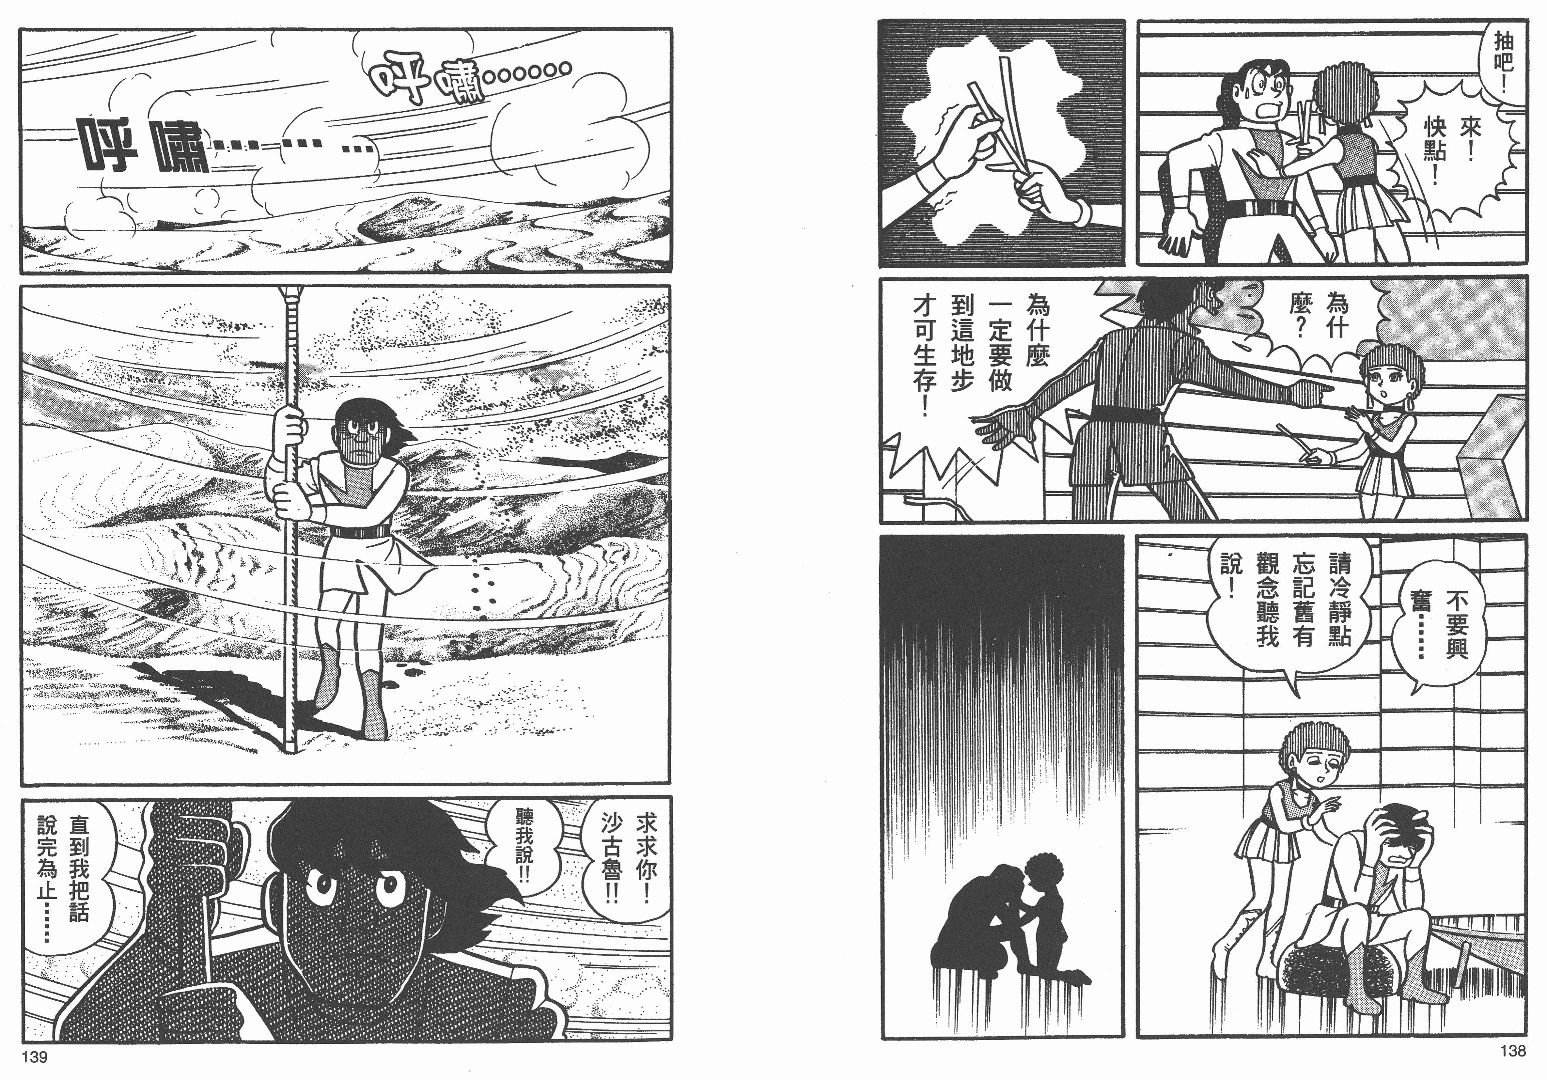 抽吧！
來！
快點！
為什
麼？
為什麼
一定要做
到這地步
才可生存！
不要興
奮……
請冷靜點
忘記舊有
觀念聽我
說！
138
呼嘯……
呼嘯………
求求你！
沙古魯!!
聽我說!!
直到我把話
說完為止……
139